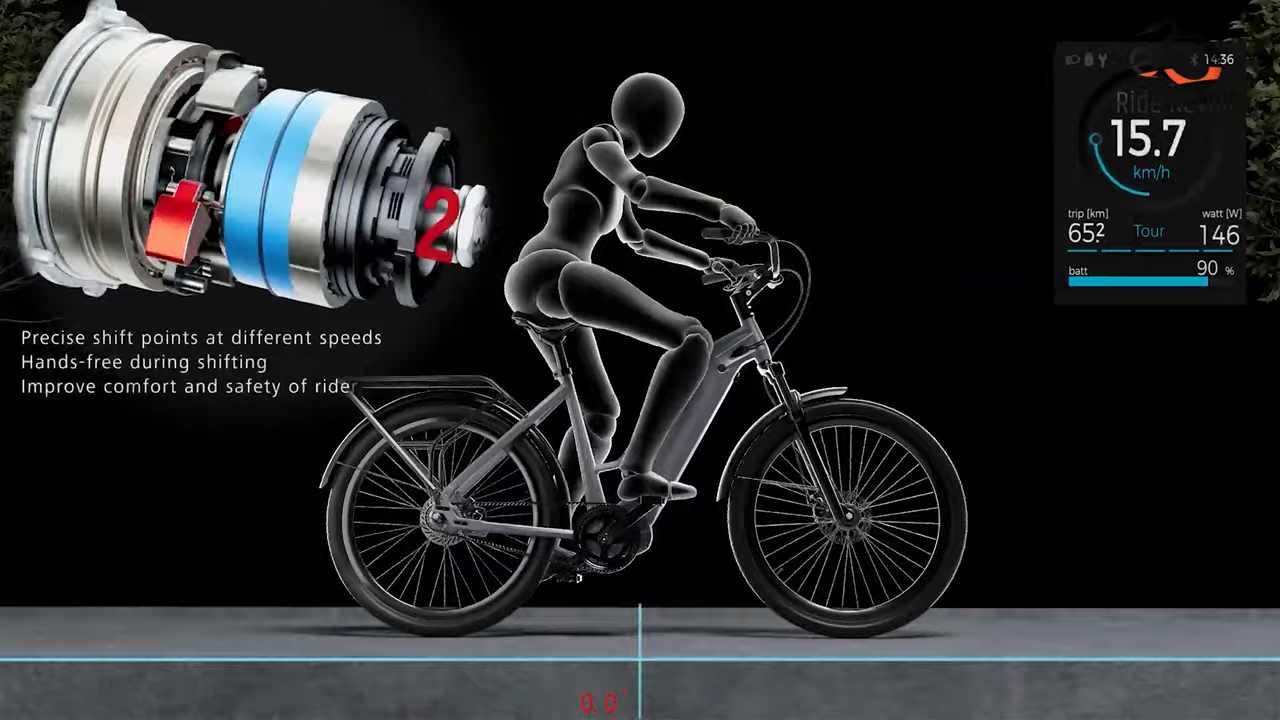 2
Precise shift points at different speeds
Hands-free during shifting
Improve comfort and safety of rider
14:36
Ride
15.7
km/h
trip [km] watt [W]
65.2 Tour 146
batt 90 %
0.0°